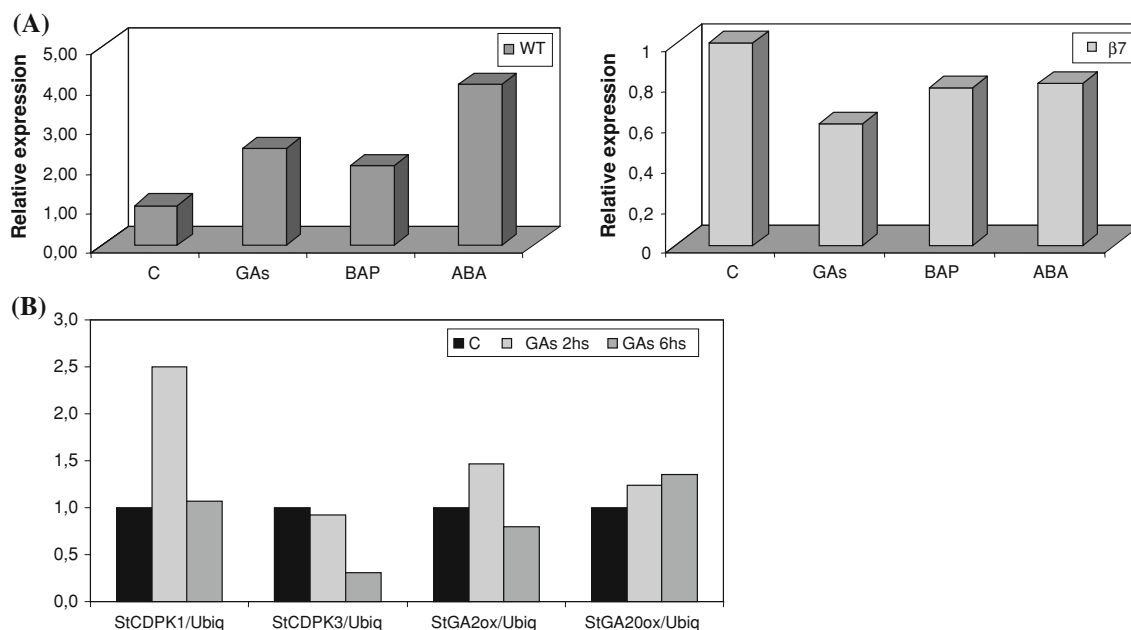 (A)
Relative expression
5,00
4,00
3,00
2,00
1,00
0,00
WT
C GAs BAP ABA
Relative expression
1
0,8
0,6
0,4
0,2
0
β7
C GAs BAP ABA
(B)
3,0
2,5
2,0
1,5
1,0
0,5
0,0
C GAs 2hs GAs 6hs
StCDPK1/Ubiq StCDPK3/Ubiq StGA2ox/Ubiq StGA20ox/Ubiq